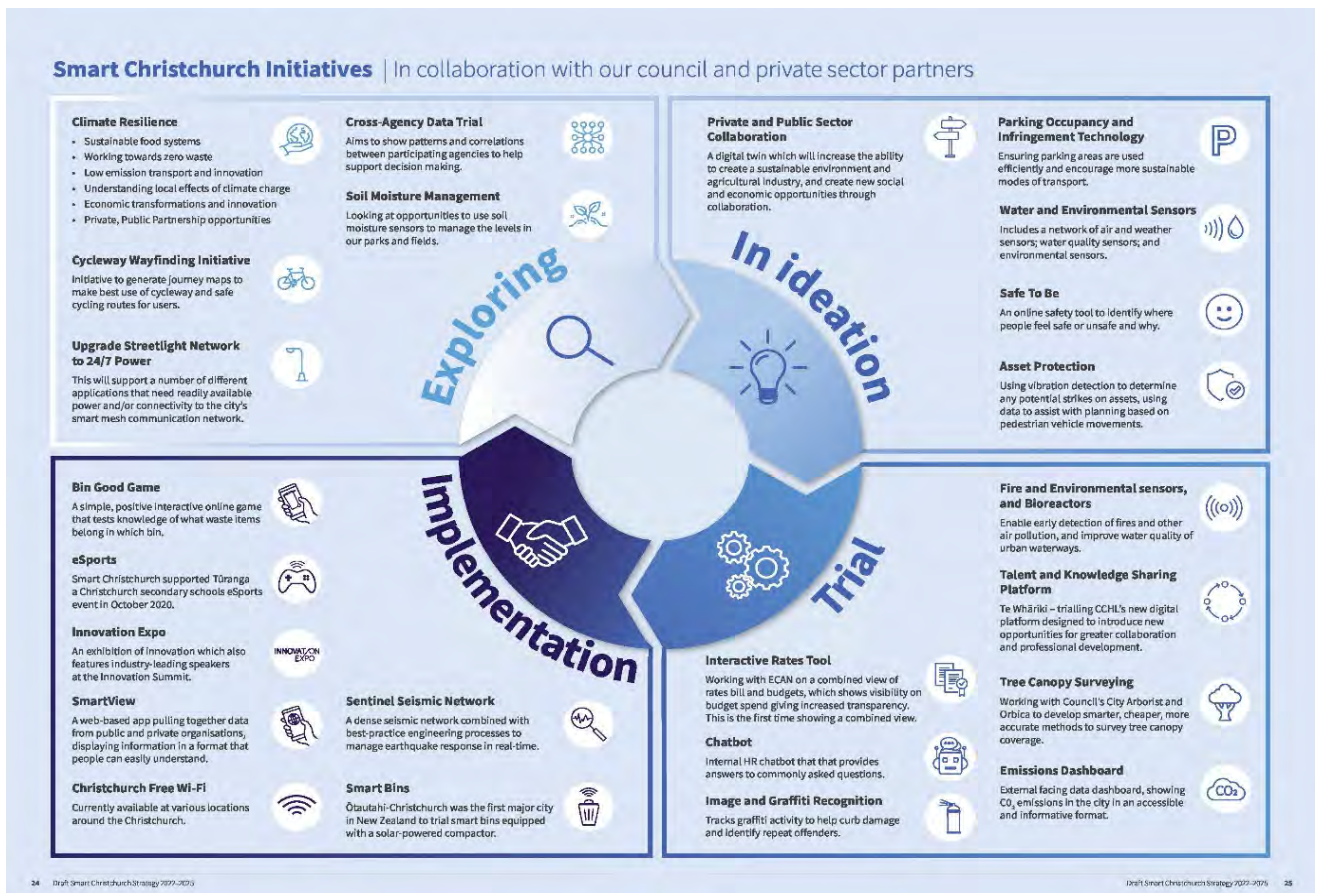 Smart Christchurch Initiatives | In collaboration with our council and private sector partners
Climate Resilience
• Sustainable food systems
• Working towards zero waste
• Low emission transport and innovation
• Understanding local effects of climate charge
• Economic transformations and innovation
• Private, Public Partnership opportunities
Cycleway Wayfinding Initiative
Initiative to generate journey maps to
make best use of cycleway and safe
cycling routes for users.
Upgrade Streetlight Network
to 24/7 Power
This will support a number of different
applications that need readily available
power and/or connectivity to the city's
smart mesh communication network.
Cross-Agency Data Trial
Aims to show patterns and correlations
between participating agencies to help
support decision making.
Soil Moisture Management
Looking at opportunities to use soil
moisture sensors to manage the levels in
our parks and fields.
Exploring
Private and Public Sector
Collaboration
A digital twin which will increase the ability
to create a sustainable environment and
agricultural industry, and create new social
and economic opportunities through
collaboration.
In ideation
Parking Occupancy and
Infringement Technology
Ensuring parking areas are used
efficiently and encourage more sustainable
modes of transport.
P
Water and Environmental Sensors
Includes a network of air and weather
sensors; water quality sensors; and
environmental sensors.
Safe To Be
An online safety tool to identify where
people feel safe or unsafe and why.
Asset Protection
Using vibration detection to determine
any potential strikes on assets, using
data to assist with planning based on
pedestrian vehicle movements.
Bin Good Game
A simple, positive interactive online game
that tests knowledge of what waste items
belong in which bin.
eSports
Smart Christchurch supported Tūranga
a Christchurch secondary schools eSports
event in October 2020.
Innovation Expo
An exhibition of innovation which also
features industry-leading speakers
at the Innovation Summit.
INNOVAT/ON
EXPO
SmartView
A web-based app pulling together data
from public and private organisations,
displaying information in a format that
people can easily understand.
Christchurch Free Wi-Fi
Currently available at various locations
around the Christchurch.
Implementation
Sentinel Seismic Network
A dense seismic network combined with
best-practice engineering processes to
manage earthquake response in real-time.
Smart Bins
Ōtautahi-Christchurch was the first major city
in New Zealand to trial smart bins equipped
with a solar-powered compactor.
Trial
Interactive Rates Tool
Working with ECAN on a combined view of
rates bill and budgets, which shows visibility on
budget spend giving increased transparency.
This is the first time showing a combined view.
Chatbot
Internal HR chatbot that that provides
answers to commonly asked questions.
Image and Graffiti Recognition
Tracks graffiti activity to help curb damage
and identify repeat offenders.
Fire and Environmental sensors,
and Bioreactors
Enable early detection of fires and other
air pollution, and improve water quality of
urban waterways.
Talent and Knowledge Sharing
Platform
Te Whāriki – trialling CCHL's new digital
platform designed to introduce new
opportunities for greater collaboration
and professional development.
Tree Canopy Surveying
Working with Council's City Arborist and
Orbica to develop smarter, cheaper, more
accurate methods to survey tree canopy
coverage.
Emissions Dashboard
External facing data dashboard, showing
CO₂ emissions in the city in an accessible
and informative format.
CO₂
24 Draft Smart Christchurch Strategy 2022–2025
Draft Smart Christchurch Strategy 2022–2025 25